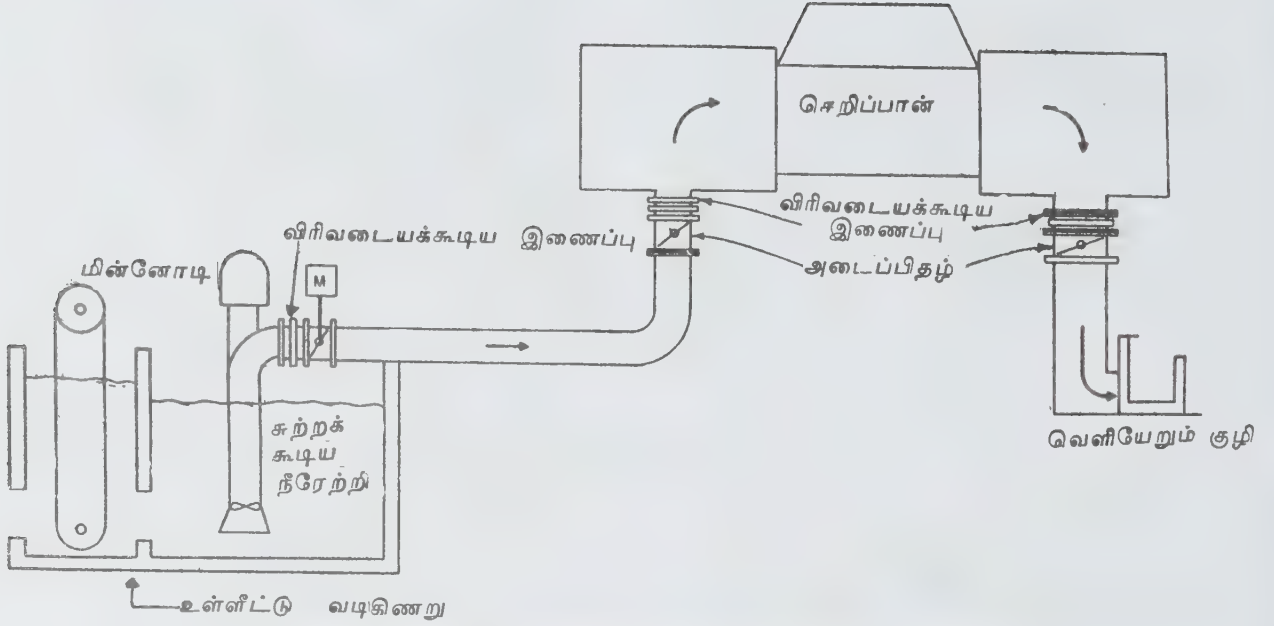 செறிப்பான்
விரிவடையக்கூடிய
இணைப்பு
அடைப்பிதழ்
விரிவடையக்கூடிய இணைப்பு
மின்னோடி
M
சுற்றக்
கூடிய
நீரேற்றி
வெளியேறும் குழி
உள்ளீட்டு வடிகிணறு